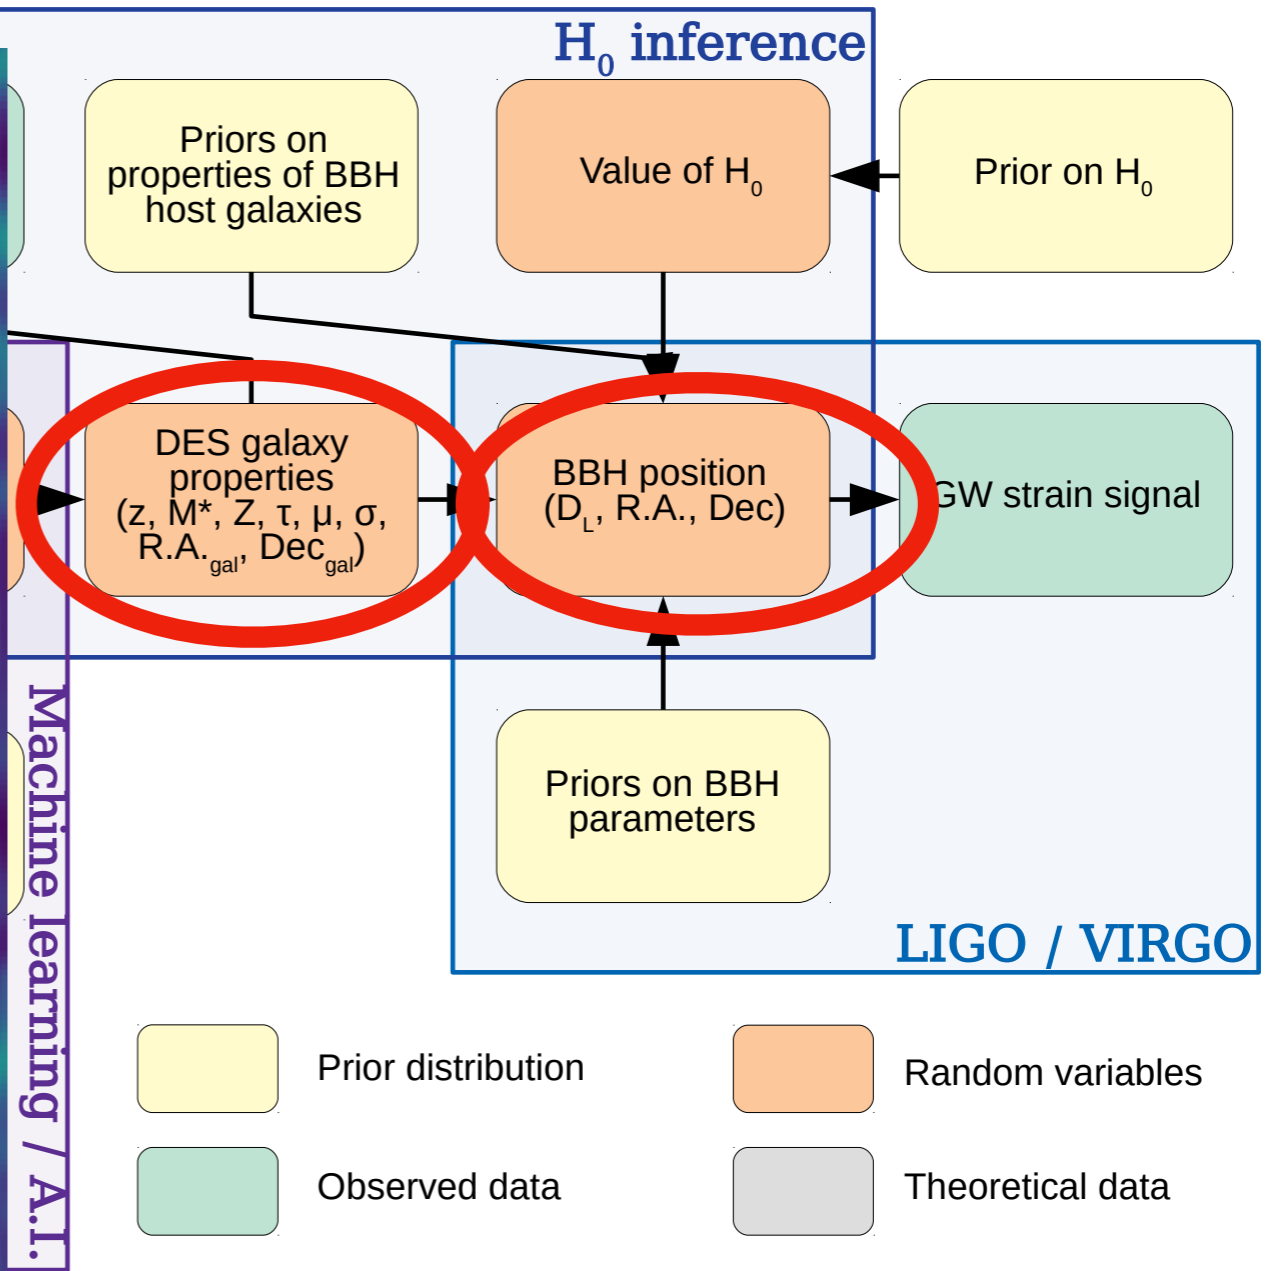 H₀ inference
Priors on
properties of BBH
host galaxies
Value of H₀
Prior on H₀
DES galaxy
properties
(z, M*, Z, τ, μ, σ,
R.A.gal, Decgal)
BBH position
(D_L, R.A., Dec)
GW strain signal
Priors on BBH
parameters
LIGO / VIRGO
Machine learning / A.I.
Prior distribution
Random variables
Observed data
Theoretical data